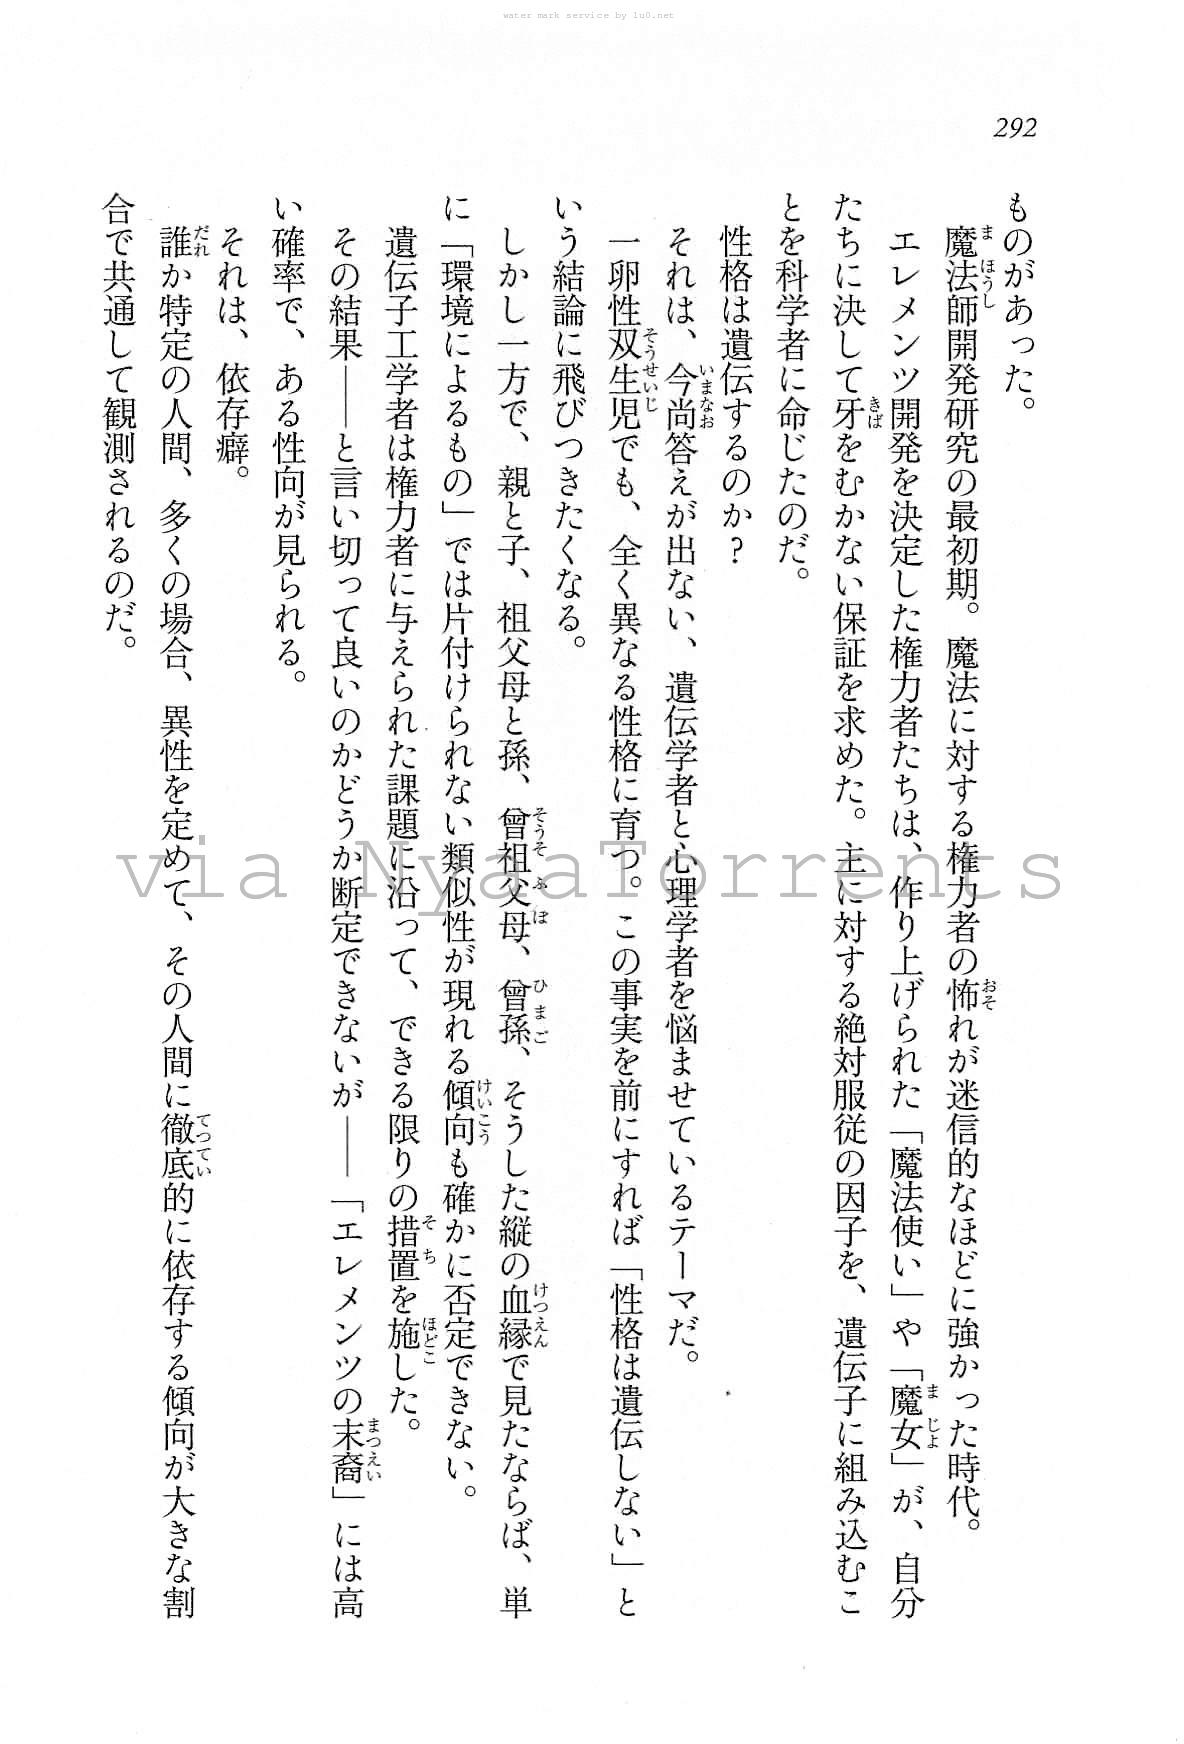 water mark service by lu0.net
292
ものがあった。
魔法師開発研究の最初期。魔法に対する権力者の怖れが迷信的なほどに強かった時代。
エレメンツ開発を決定した権力者たちは、作り上げられた「魔法使い」や「魔女」が、自分
たちに決して牙をむかない保証を求めた。主に対する絶対服従の因子を、遺伝子に組み込むこ
とを科学者に命じたのだ。
性格は遺伝するのか？
それは、今尚答えが出ない、遺伝学者と心理学者を悩ませているテーマだ。
一卵性双生児でも、全く異なる性格に育つ。この事実を前にすれば「性格は遺伝しない」と
いう結論に飛びつきたくなる。
しかし一方で、親と子、祖父母と孫、曾祖父母、曾孫、そうした縦の血縁で見たならば、単
に「環境によるもの」では片付けられない類似性が現れる傾向も確かに否定できない。
遺伝子工学者は権力者に与えられた課題に沿って、できる限りの措置を施した。
その結果――と言い切って良いのかどうか断定できないが――「エレメンツの末裔」には高
い確率で、ある性向が見られる。
それは、依存癖。
誰か特定の人間、多くの場合、異性を定めて、その人間に徹底的に依存する傾向が大きな割
合で共通して観測されるのだ。
via NyaaTorrents